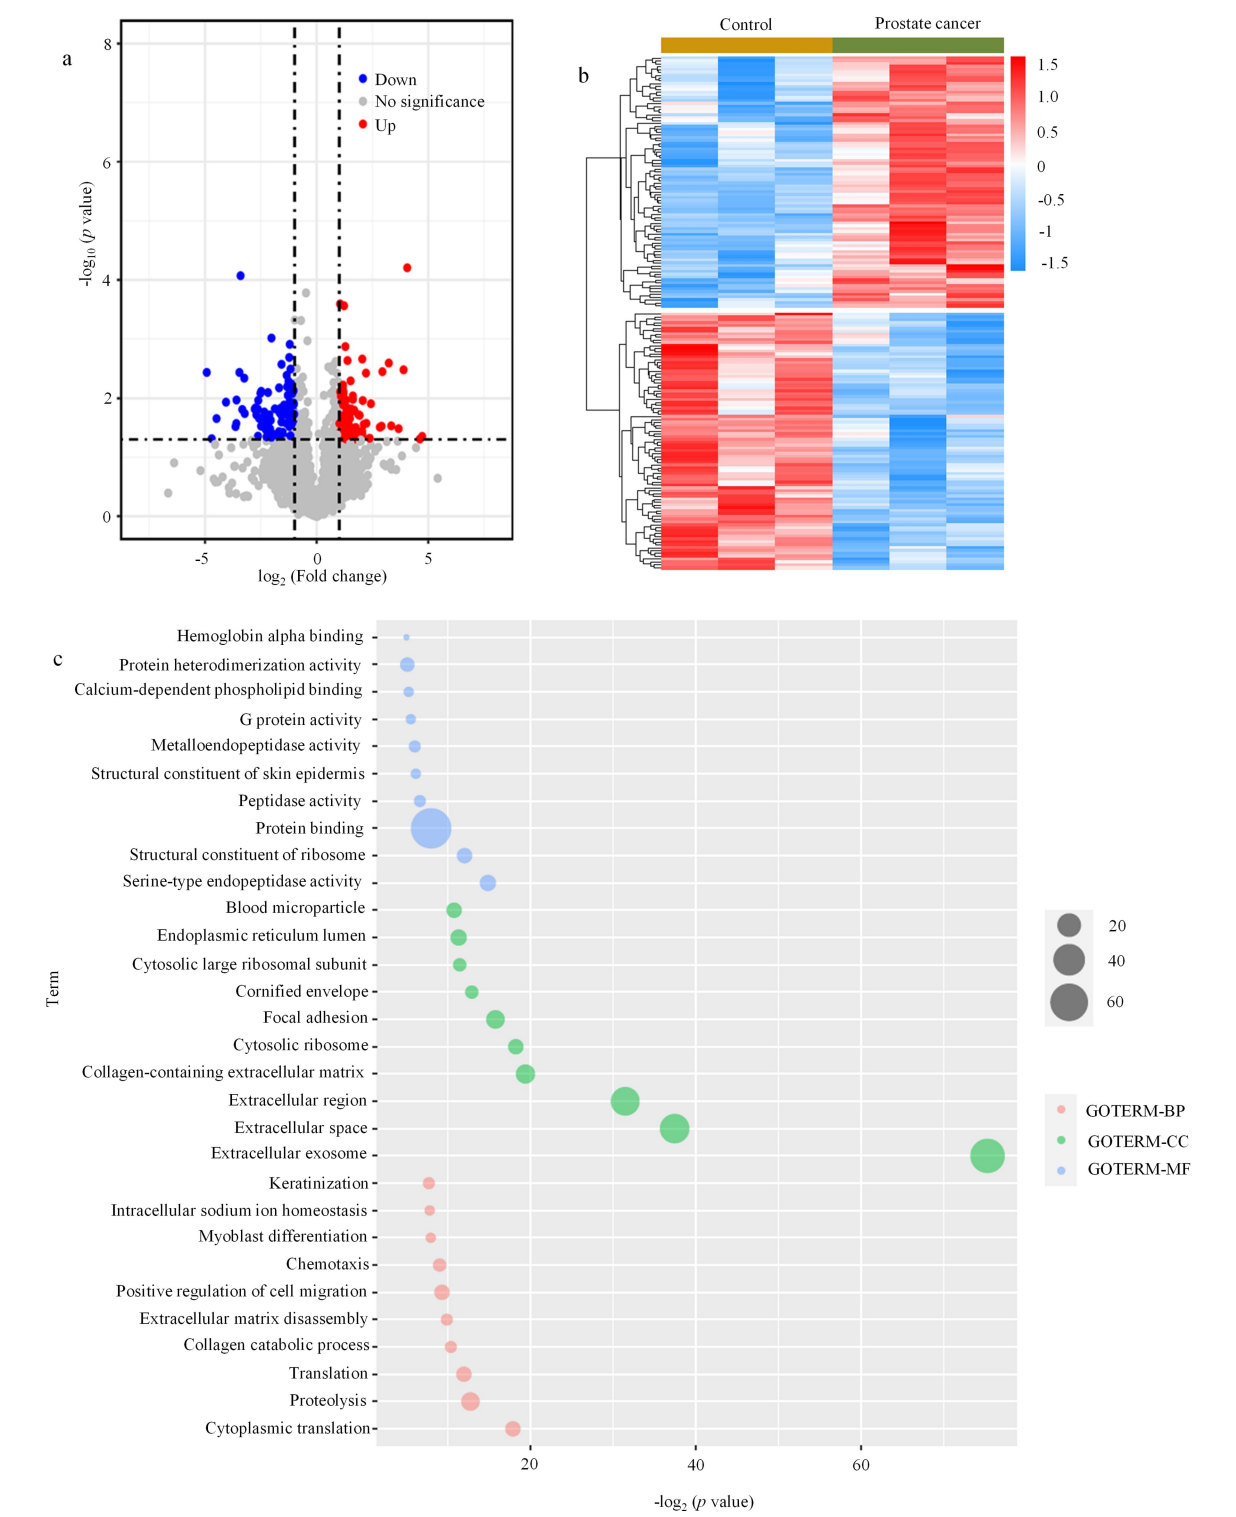 a
8
6
4
2
0
-5
0
5
-log10 (p value)
log2 (Fold change)
Down
No significance
Up
b
Control
Prostate cancer
1.5
1.0
0.5
0
-0.5
-1
-1.5
c
Term
Hemoglobin alpha binding
Protein heterodimerization activity
Calcium-dependent phospholipid binding
G protein activity
Metalloendopeptidase activity
Structural constituent of skin epidermis
Peptidase activity
Protein binding
Structural constituent of ribosome
Serine-type endopeptidase activity
Blood microparticle
Endoplasmic reticulum lumen
Cytosolic large ribosomal subunit
Cornified envelope
Focal adhesion
Cytosolic ribosome
Collagen-containing extracellular matrix
Extracellular region
Extracellular space
Extracellular exosome
Keratinization
Intracellular sodium ion homeostasis
Myoblast differentiation
Chemotaxis
Positive regulation of cell migration
Extracellular matrix disassembly
Collagen catabolic process
Translation
Proteolysis
Cytoplasmic translation
20
40
60
-log2 (p value)
20
40
60
GOTERM-BP
GOTERM-CC
GOTERM-MF